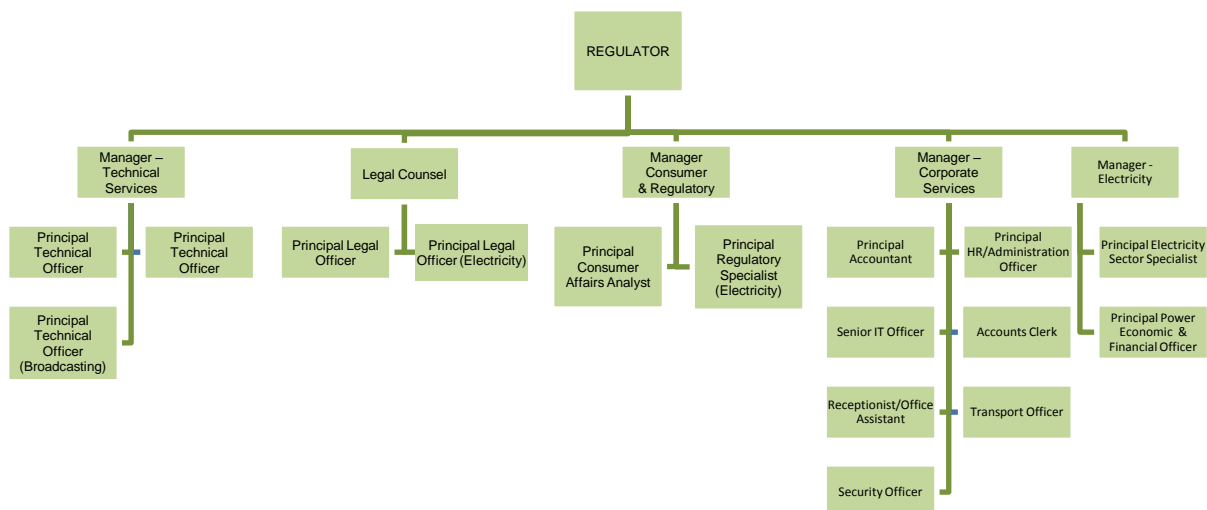 REGULATOR
Manager –
Technical
Services
Legal Counsel
Manager
Consumer
& Regulatory
Manager –
Corporate
Services
Manager -
Electricity
Principal
Technical
Officer
Principal
Technical
Officer
Principal
Technical
Officer
(Broadcasting)
Principal Legal
Officer
Principal Legal
Officer (Electricity)
Principal
Consumer
Affairs Analyst
Principal
Regulatory
Specialist
(Electricity)
Principal
Accountant
Principal
HR/Administration
Officer
Senior IT Officer
Accounts Clerk
Receptionist/Office
Assistant
Transport Officer
Security Officer
Principal Electricity
Sector Specialist
Principal Power
Economic &
Financial Officer